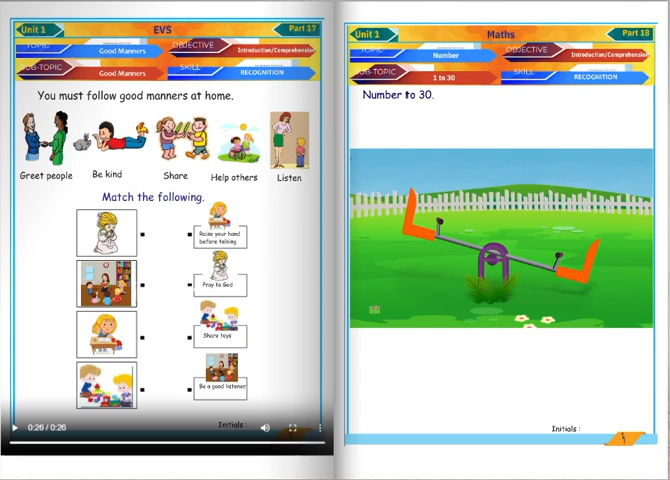 Unit 1
EVS
Part 17
TOPIC
Good Manners
OBJECTIVE
Introduction/Comprehension
SUB-TOPIC
Good Manners
SKILL
RECOGNITION
You must follow good manners at home.
Greet people
Be kind
Share
Help others
Listen
Match the following.
Raise your hand
before talking
Pray to God
Share toys
Be a good listener
Initials :
0:26 / 0:26
Unit 1
Maths
Part 18
TOPIC
Number
OBJECTIVE
Introduction/Comprehension
SUB-TOPIC
1 to 30
SKILL
RECOGNITION
Number to 30.
Initials :